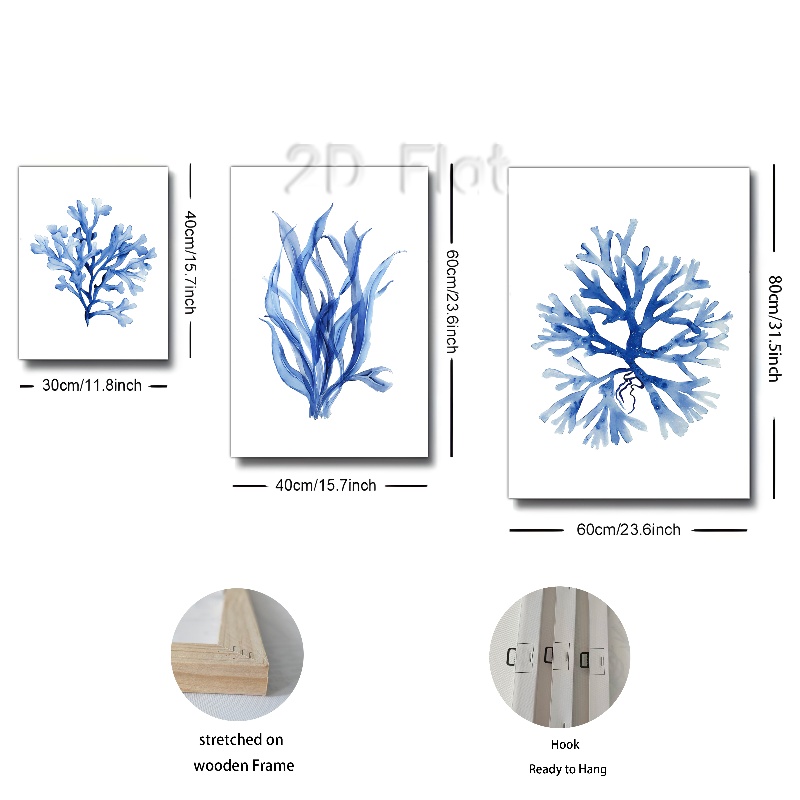 2D Flat
40cm/15.7inch
30cm/11.8inch
60cm/23.6inch
40cm/15.7inch
80cm/31.5inch
60cm/23.6inch
stretched on
wooden Frame
Hook
Ready to Hang